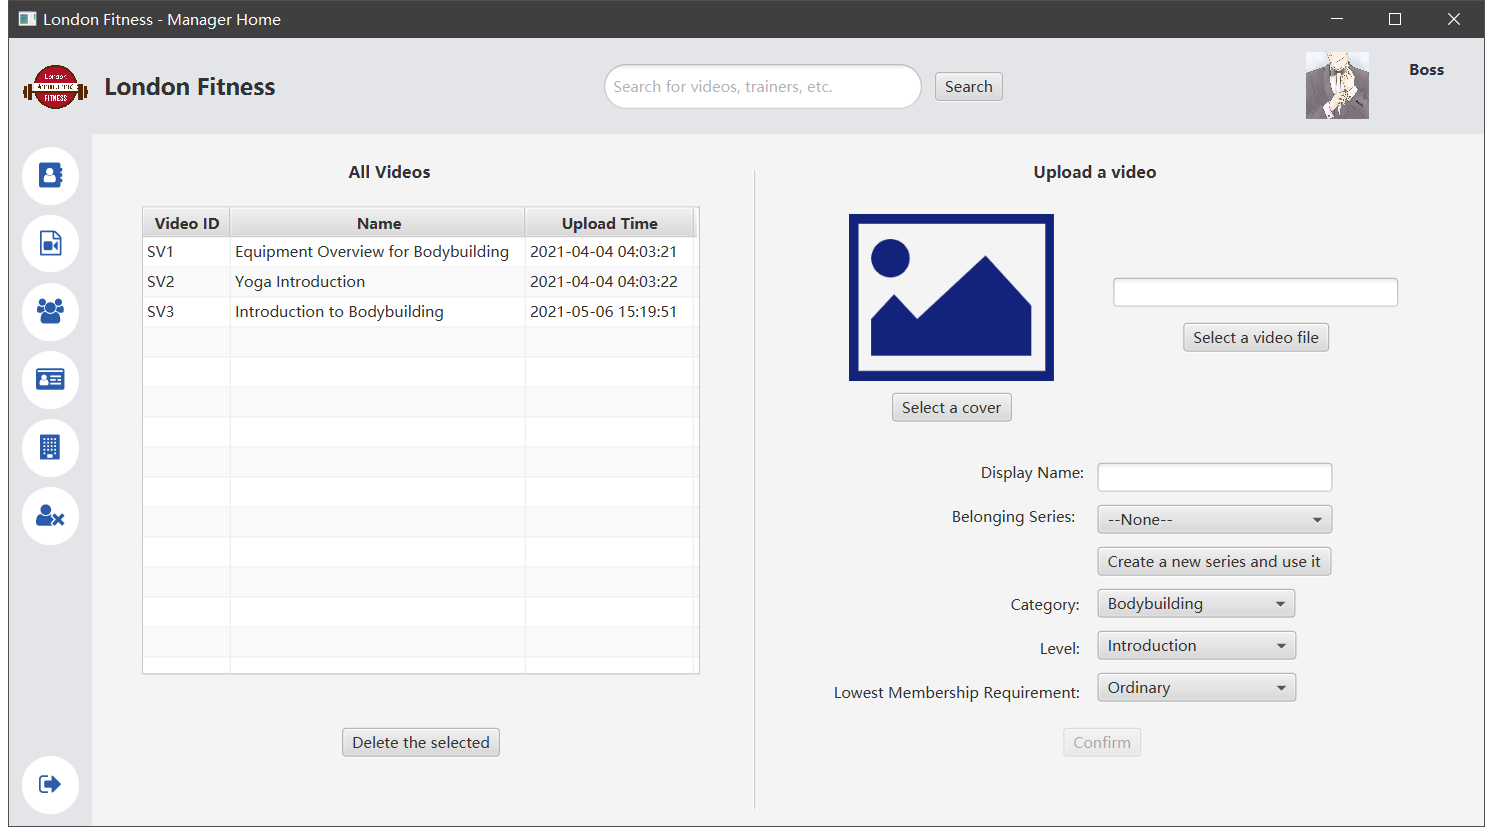 London Fitness - Manager Home
London
FITNESS
London Fitness
Search for videos, trainers, etc.
Search
Boss
All Videos
Video ID Name Upload Time
SV1 Equipment Overview for Bodybuilding 2021-04-04 04:03:21
SV2 Yoga Introduction 2021-04-04 04:03:22
SV3 Introduction to Bodybuilding 2021-05-06 15:19:51
Delete the selected
Upload a video
Select a video file
Select a cover
Display Name:
Belonging Series: --None--
Create a new series and use it
Category: Bodybuilding
Level: Introduction
Lowest Membership Requirement: Ordinary
Confirm